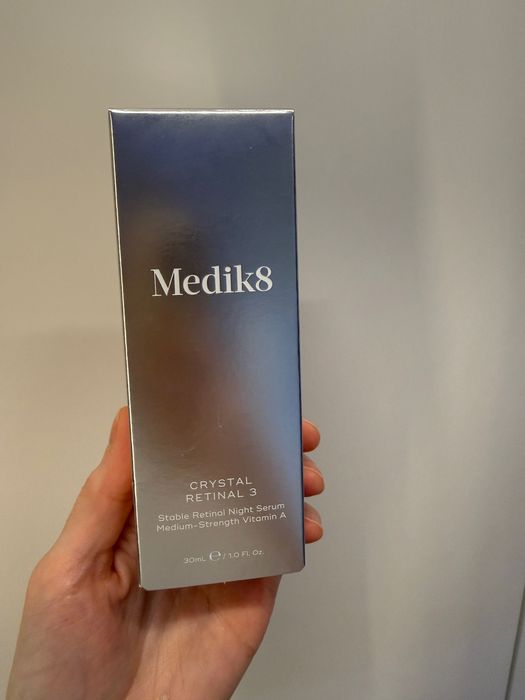 Medik8
CRYSTAL
RETINAL 3
Stable Retinal Night Serum
Medium-Strength Vitamin A
30mL ℮ / 1.0 Fl. Oz.